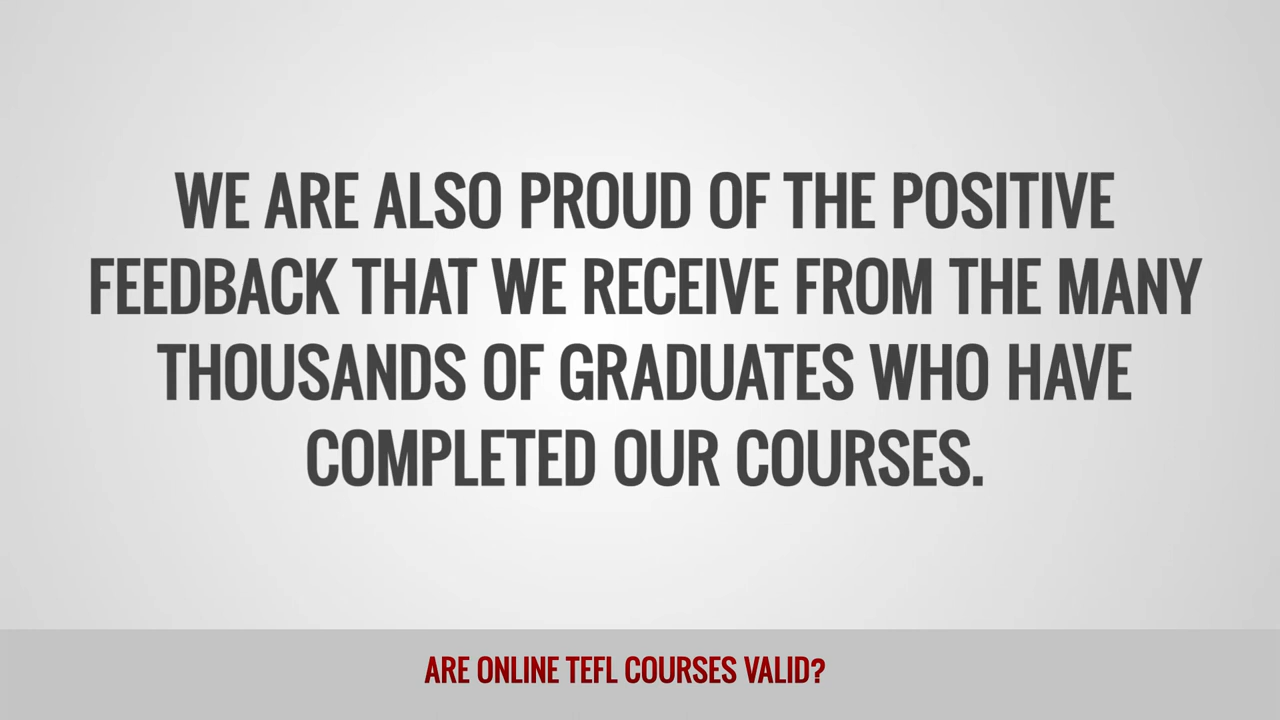 WE ARE ALSO PROUD OF THE POSITIVE
FEEDBACK THAT WE RECEIVE FROM THE MANY
THOUSANDS OF GRADUATES WHO HAVE
COMPLETED OUR COURSES.
ARE ONLINE TEFL COURSES VALID?